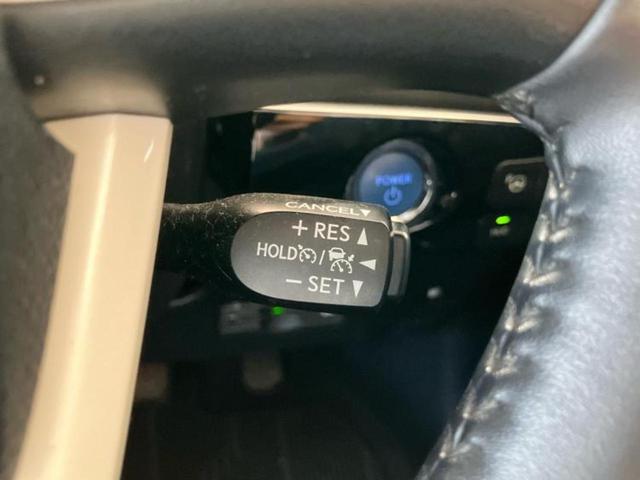 POWER
CANCEL▼
+ RES ▲
HOLD / ◀
− SET ▼